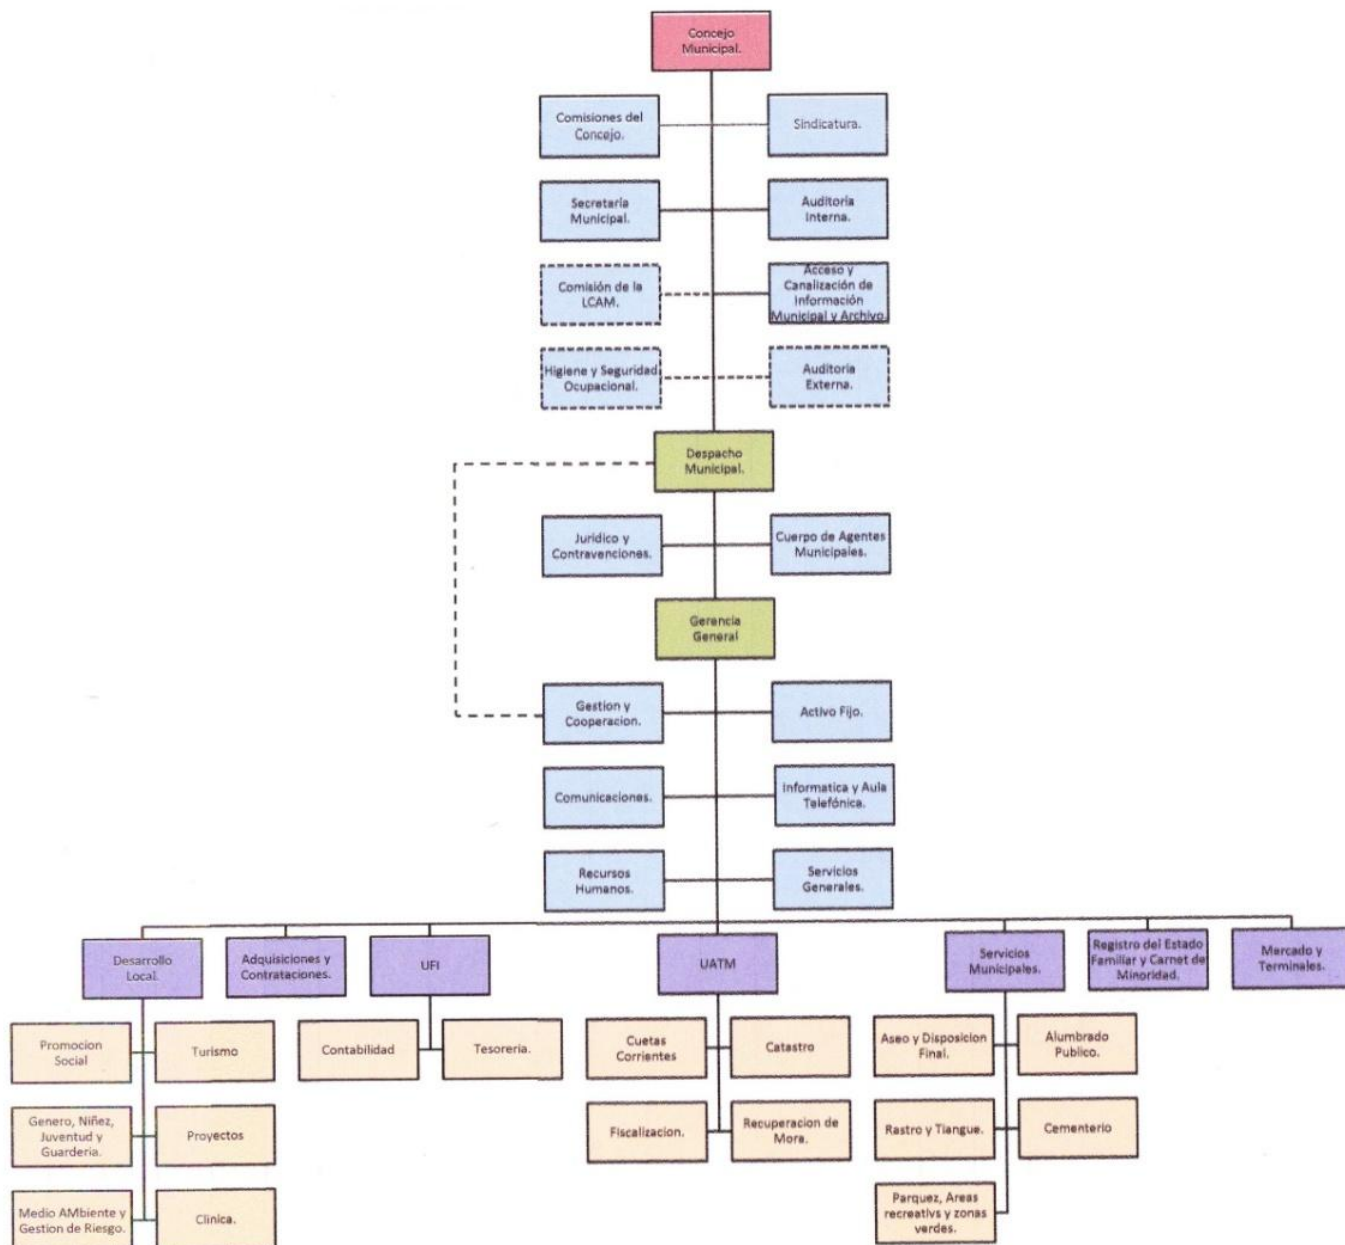 Concejo
Municipal.
Comisiones del
Concejo.
Sindicatura.
Secretaría
Municipal.
Auditoria
Interna.
Comisión de la
LCAM.
Acceso y
Canalización de
Información
Municipal y Archivo.
Higiene y Seguridad
Ocupacional.
Auditoria
Externa.
Despacho
Municipal.
Jurídico y
Contravenciones.
Cuerpo de Agentes
Municipales.
Gerencia
General
Gestion y
Cooperacion.
Activo Fijo.
Comunicaciones.
Informatica y Aula
Telefónica.
Recursos
Humanos.
Servicios
Generales.
Desarrollo
Local.
Adquisiciones y
Contrataciones.
UFI
UATM
Servicios
Municipales.
Registro del Estado
Familiar y Carnet de
Minoridad.
Mercado y
Terminales.
Promocion
Social
Turismo
Contabilidad
Tesoreria.
Cuetas
Corrientes
Catastro
Aseo y Disposicion
Final.
Alumbrado
Publico.
Genero, Niñez,
Juventud y
Guarderia.
Proyectos
Fiscalizacion.
Recuperacion de
Mora.
Rastro y Tiangue.
Cementerio
Medio AMbiente y
Gestion de Riesgo.
Clinica.
Parquez, Areas
recreativs y zonas
verdes.